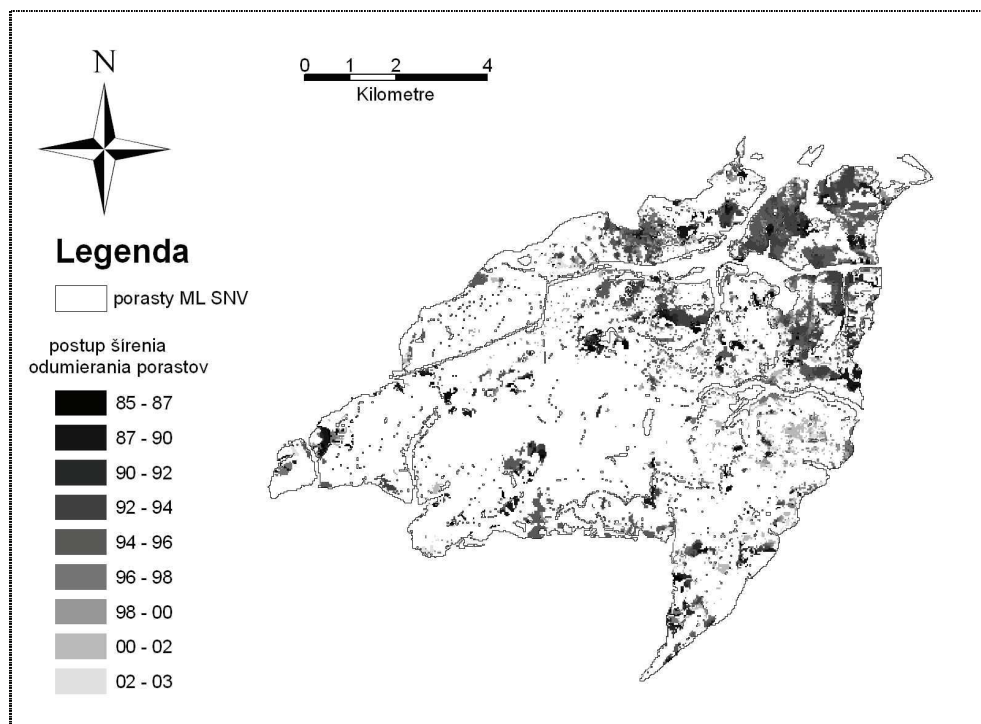 N
0 1 2 4
Kilometre
Legenda
porasty ML SNV
postup šírenia
odumierania porastov
85 - 87
87 - 90
90 - 92
92 - 94
94 - 96
96 - 98
98 - 00
00 - 02
02 - 03